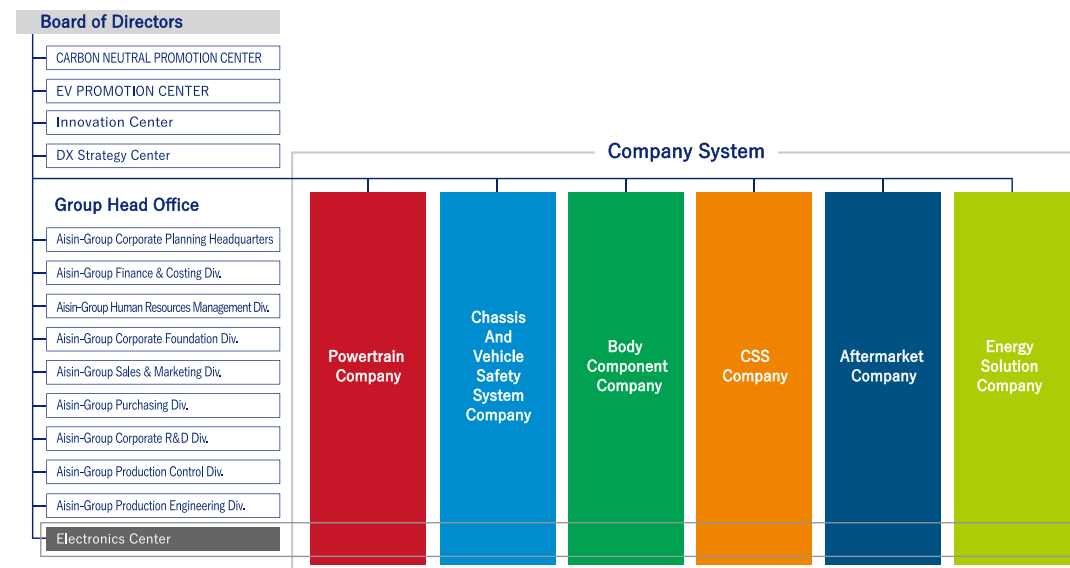 Board of Directors
CARBON NEUTRAL PROMOTION CENTER
EV PROMOTION CENTER
Innovation Center
DX Strategy Center
Company System
Group Head Office
Aisin-Group Corporate Planning Headquarters
Aisin-Group Finance & Costing Div.
Aisin-Group Human Resources Management Div.
Aisin-Group Corporate Foundation Div.
Aisin-Group Sales & Marketing Div.
Aisin-Group Purchasing Div.
Aisin-Group Corporate R&D Div.
Aisin-Group Production Control Div.
Aisin-Group Production Engineering Div.
Electronics Center
Powertrain
Company
Chassis
And
Vehicle
Safety
System
Company
Body
Component
Company
CSS
Company
Aftermarket
Company
Energy
Solution
Company